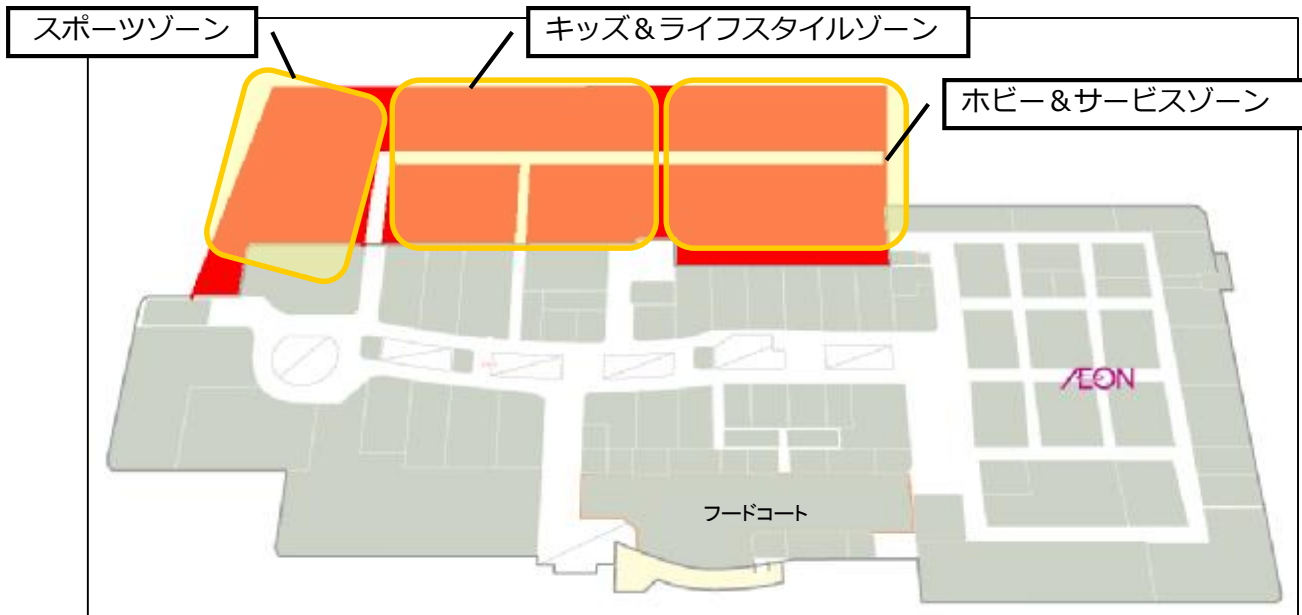 スポーツゾーン
キッズ＆ライフスタイルゾーン
ホビー＆サービスゾーン
ÆON
フードコート